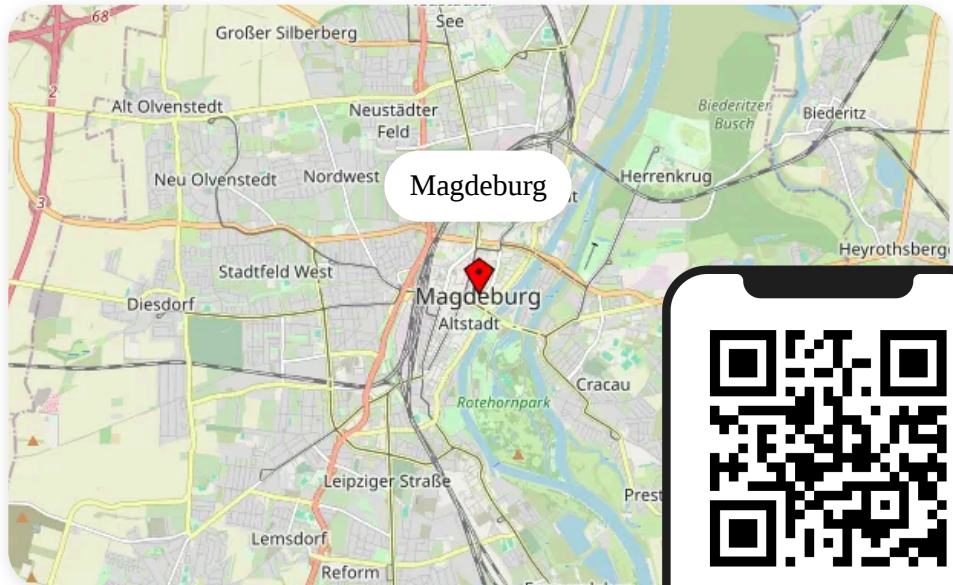 68
See
Großer Silberberg
2
Alt Olvenstedt
Neustädter
Feld
Biederitzer
Busch
Biederitz
Neu Olvenstedt
Nordwest
Magdeburg
Herrenkrug
3
Heyrothsberge
Stadtfeld West
Diesdorf
Magdeburg
Altstadt
Cracau
Rotehornpark
Leipziger Straße
Prest
Lemsdorf
Reform